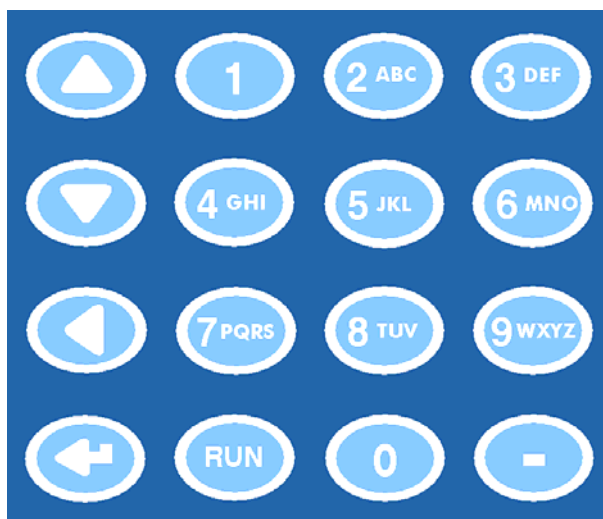 1 2 ABC 3 DEF
4 GHI 5 JKL 6 MNO
7 PQRS 8 TUV 9 WXYZ
RUN 0 -